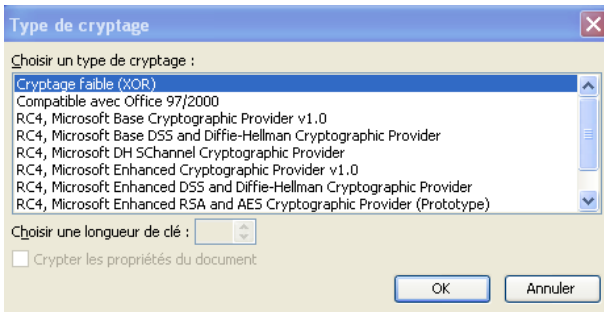 Type de cryptage
Choisir un type de cryptage :
Cryptage faible (XOR)
Compatible avec Office 97/2000
RC4, Microsoft Base Cryptographic Provider v1.0
RC4, Microsoft Base DSS and Diffie-Hellman Cryptographic Provider
RC4, Microsoft DH SChannel Cryptographic Provider
RC4, Microsoft Enhanced Cryptographic Provider v1.0
RC4, Microsoft Enhanced DSS and Diffie-Hellman Cryptographic Provider
RC4, Microsoft Enhanced RSA and AES Cryptographic Provider (Prototype)
Choisir une longueur de clé :
Crypter les propriétés du document
OK Annuler